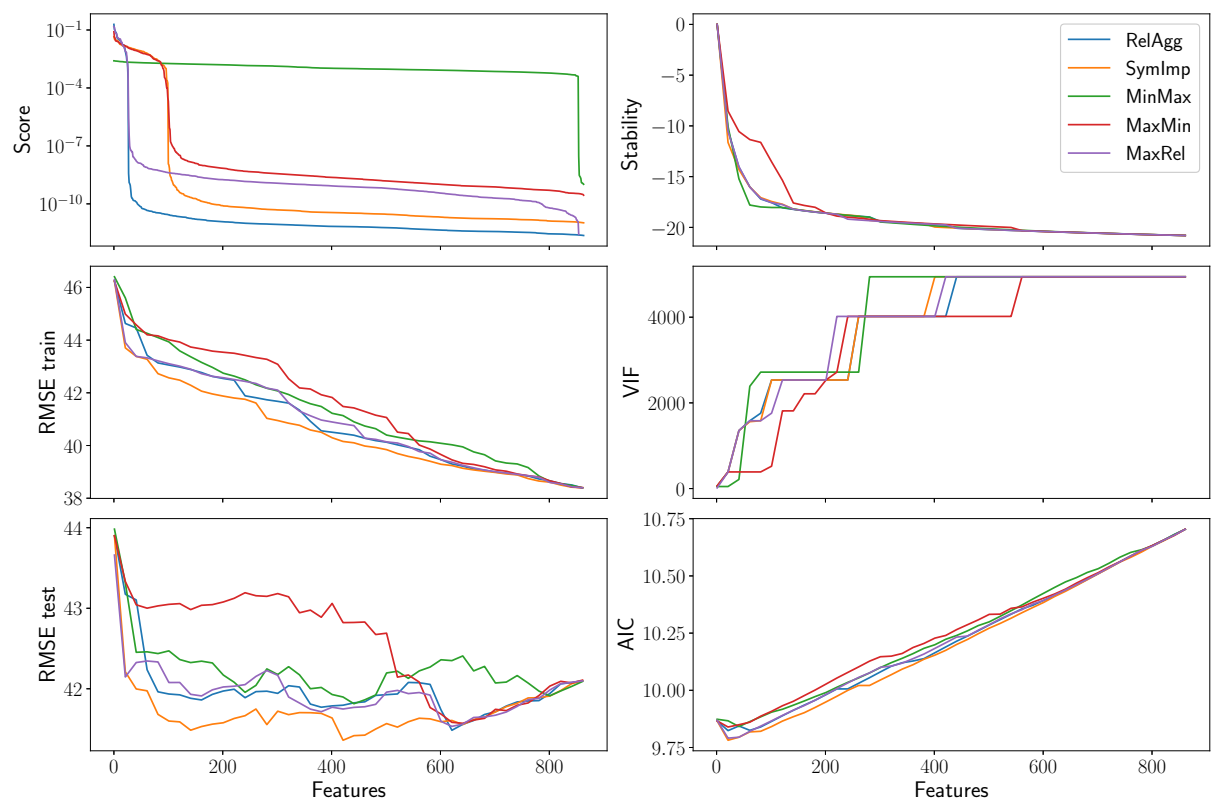 Score
10^{-1}
10^{-4}
10^{-7}
10^{-10}
Stability
0
−5
−10
−15
−20
RelAgg
SymImp
MinMax
MaxMin
MaxRel
RMSE train
46
44
42
40
38
VIF
4000
2000
0
RMSE test
44
43
42
0 200 400 600 800
Features
AIC
10.75
10.50
10.25
10.00
9.75
0 200 400 600 800
Features